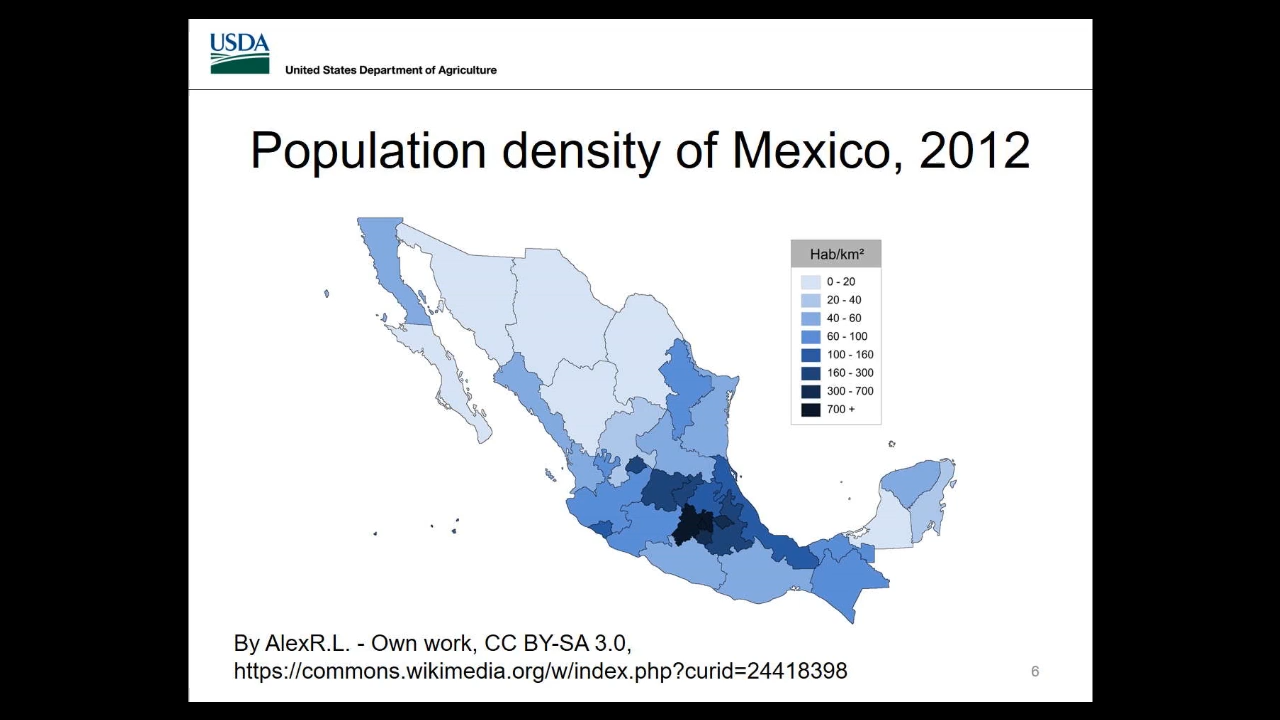 USDA
United States Department of Agriculture
Population density of Mexico, 2012
Hab/km²
0 - 20
20 - 40
40 - 60
60 - 100
100 - 160
160 - 300
300 - 700
700 +
By AlexR.L. - Own work, CC BY-SA 3.0,
https://commons.wikimedia.org/w/index.php?curid=24418398
6